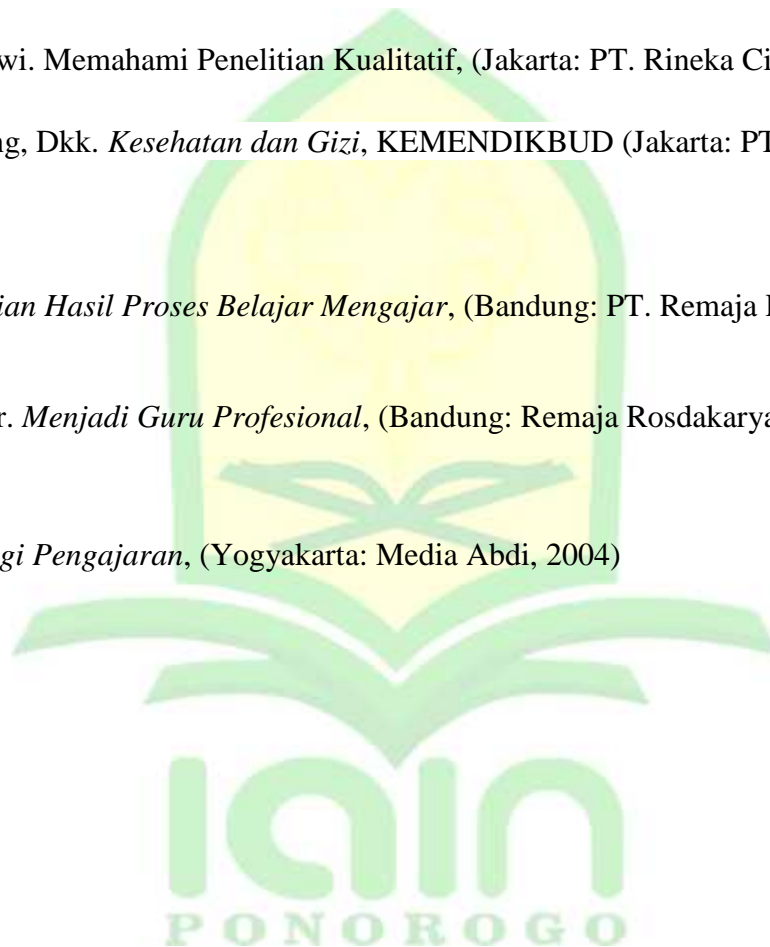 wi. Memahami Penelitian Kualitatif, (Jakarta: PT. Rineka Ci
ng, Dkk. Kesehatan dan Gizi, KEMENDIKBUD (Jakarta: PT
ian Hasil Proses Belajar Mengajar, (Bandung: PT. Remaja
r. Menjadi Guru Profesional, (Bandung: Remaja Rosdakarya
gi Pengajaran, (Yogyakarta: Media Abdi, 2004)
iain
PONOROGO